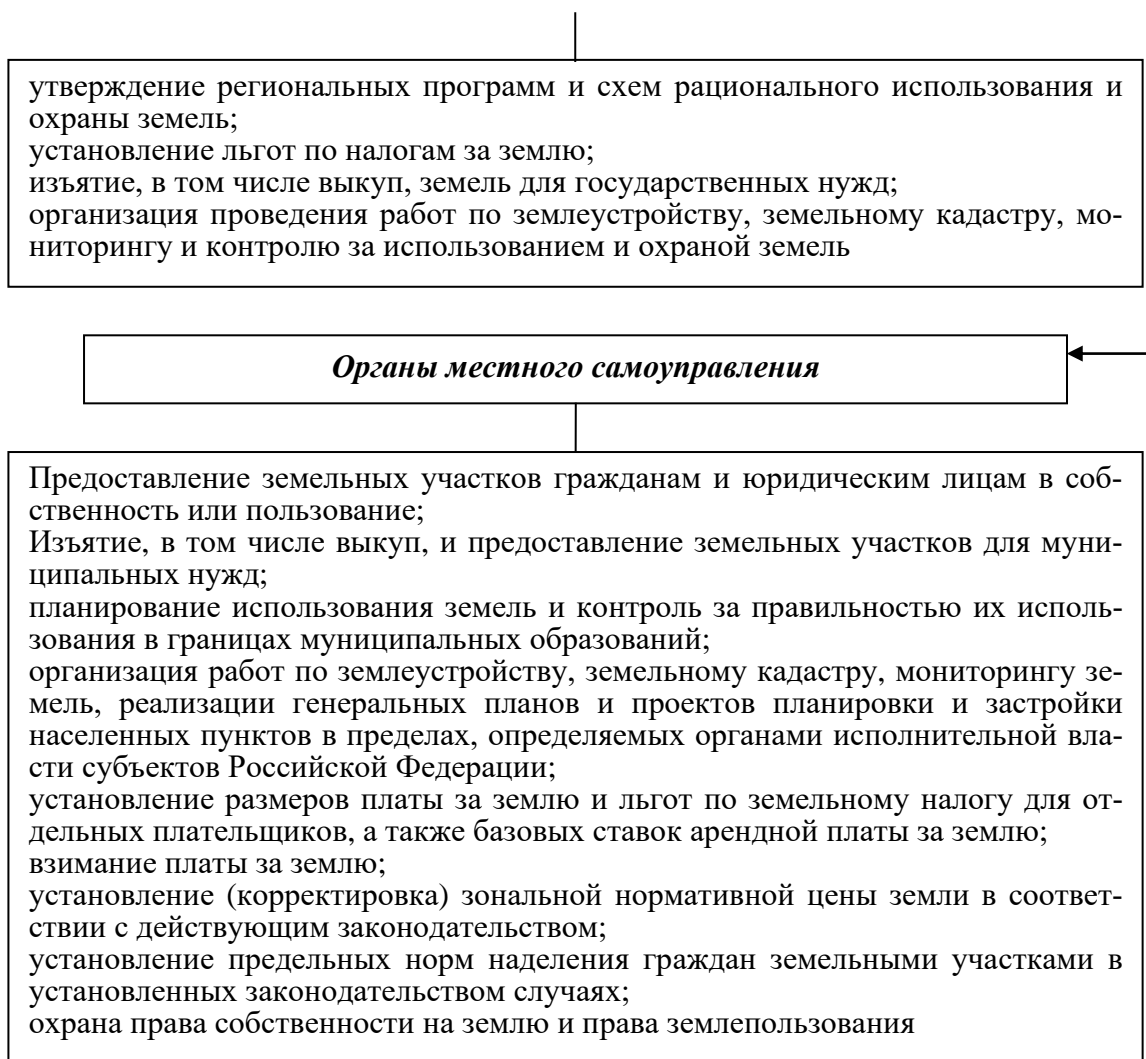 утверждение региональных программ и схем рационального использования и
охраны земель;
установление льгот по налогам за землю;
изъятие, в том числе выкуп, земель для государственных нужд;
организация проведения работ по землеустройству, земельному кадастру, мо-
ниторингу и контролю за использованием и охраной земель
Органы местного самоуправления
Предоставление земельных участков гражданам и юридическим лицам в соб-
ственность или пользование;
Изъятие, в том числе выкуп, и предоставление земельных участков для муни-
ципальных нужд;
планирование использования земель и контроль за правильностью их исполь-
зования в границах муниципальных образований;
организация работ по землеустройству, земельному кадастру, мониторингу зе-
мель, реализации генеральных планов и проектов планировки и застройки
населенных пунктов в пределах, определяемых органами исполнительной вла-
сти субъектов Российской Федерации;
установление размеров платы за землю и льгот по земельному налогу для от-
дельных плательщиков, а также базовых ставок арендной платы за землю;
взимание платы за землю;
установление (корректировка) зональной нормативной цены земли в соответ-
ствии с действующим законодательством;
установление предельных норм наделения граждан земельными участками в
установленных законодательством случаях;
охрана права собственности на землю и права землепользования